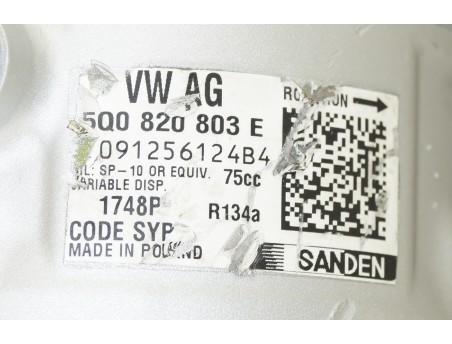 VW AG
5Q0 820 803 E
ROTATION
091256124B4
OIL: SP-10 OR EQUIV. 75cc
VARIABLE DISP.
1748P R134a
CODE SYP
MADE IN POLAND
SANDEN